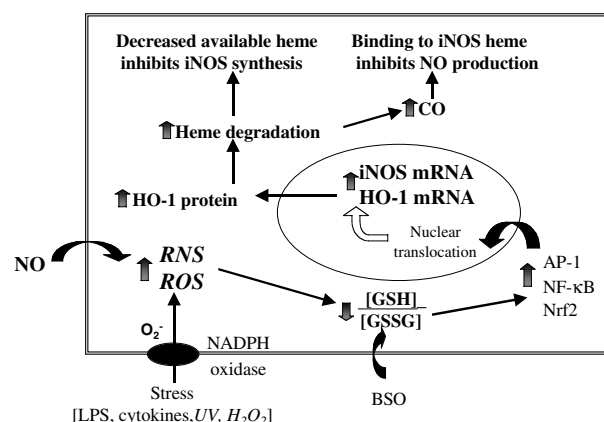 Decreased available heme
inhibits iNOS synthesis
Binding to iNOS heme
inhibits NO production
CO
Heme degradation
iNOS mRNA
HO-1 mRNA
HO-1 protein
Nuclear
translocation
NO
RNS
ROS
AP-1
NF-κB
Nrf2
[GSH]
[GSSG]
O₂⁻
NADPH
oxidase
Stress
[LPS, cytokines,UV, H₂O₂]
BSO